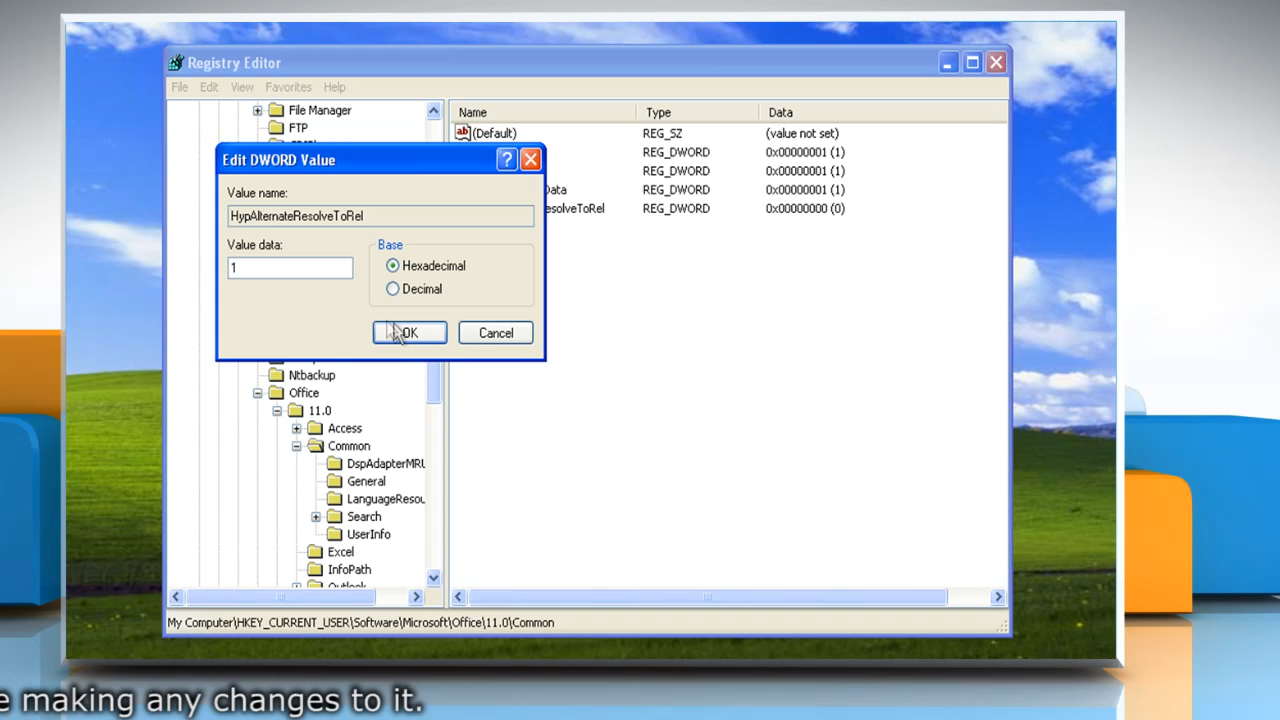 Registry Editor
File Edit View Favorites Help
File Manager
FTP
Name Type Data
ab (Default) REG_SZ (value not set)
REG_DWORD 0x00000001 (1)
REG_DWORD 0x00000001 (1)
Data REG_DWORD 0x00000001 (1)
esolveToRel REG_DWORD 0x00000000 (0)
Edit DWORD Value
Value name:
HypAlternateResolveToRel
Value data:
1
Base
Hexadecimal
Decimal
OK Cancel
Ntbackup
Office
11.0
Access
Common
DspAdapterMRU
General
LanguageResou
Search
UserInfo
Excel
InfoPath
Outlook
My Computer\HKEY_CURRENT_USER\Software\Microsoft\Office\11.0\Common
e making any changes to it.